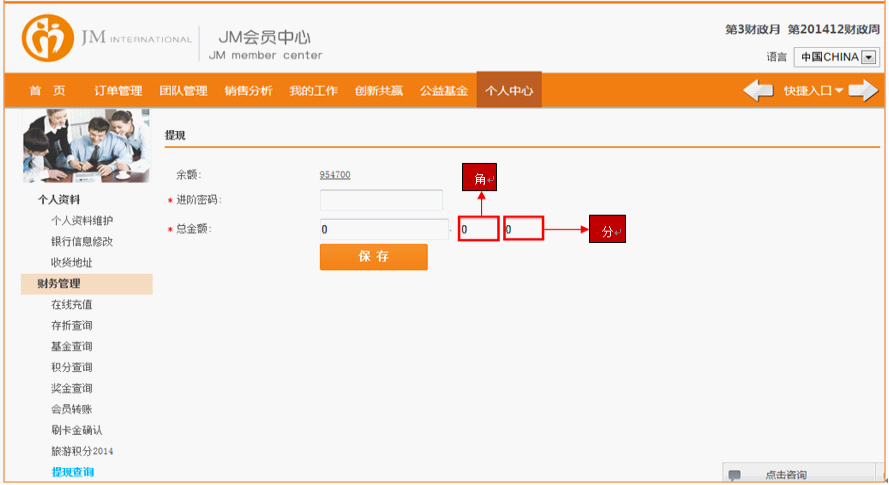 JM INTERNATIONAL
JM会员中心
JM member center
第3财政月 第201412财政周
语言 中国CHINA
首 页 订单管理 团队管理 销售分析 我的工作 创新共赢 公益基金 个人中心 快捷入口
提现
余额: 954700
角
* 进阶密码:
* 总金额: 0 . 0 0
分
保 存
个人资料
个人资料维护
银行信息修改
收货地址
财务管理
在线充值
存折查询
基金查询
积分查询
奖金查询
会员转账
刷卡金确认
旅游积分2014
提现查询
点击咨询